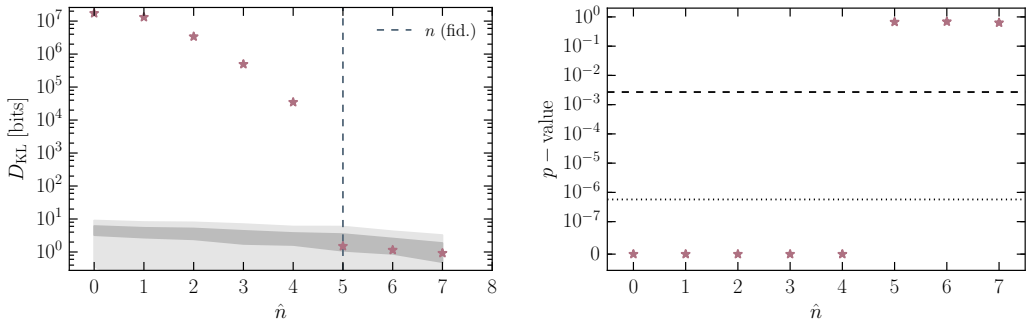 10^7
10^6
10^5
10^4
10^3
10^2
10^1
10^0
D_KL [bits]
n (fid.)
0 1 2 3 4 5 6 7 8
n̂
10^0
10^-1
10^-2
10^-3
10^-4
10^-5
10^-6
10^-7
0
p − value
0 1 2 3 4 5 6 7
n̂